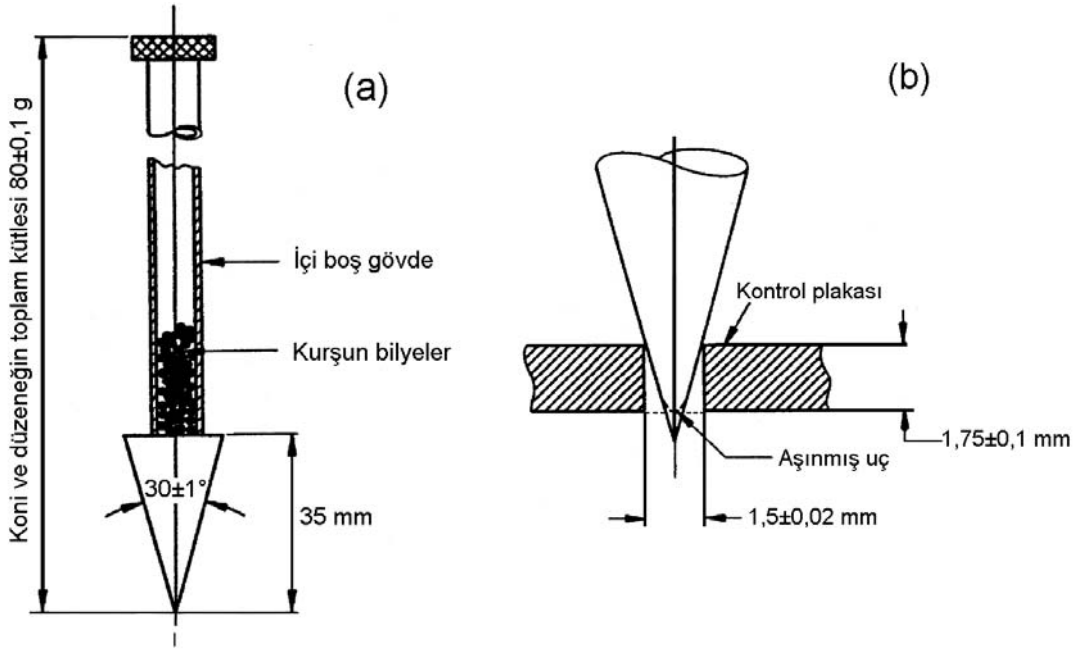 (a)
(b)
Koni ve düzeneğin toplam kütlesi 80±0,1 g
İçi boş gövde
Kurşun bilyeler
30±1°
35 mm
Kontrol plakası
Aşınmış uç
1,75±0,1 mm
1,5±0,02 mm